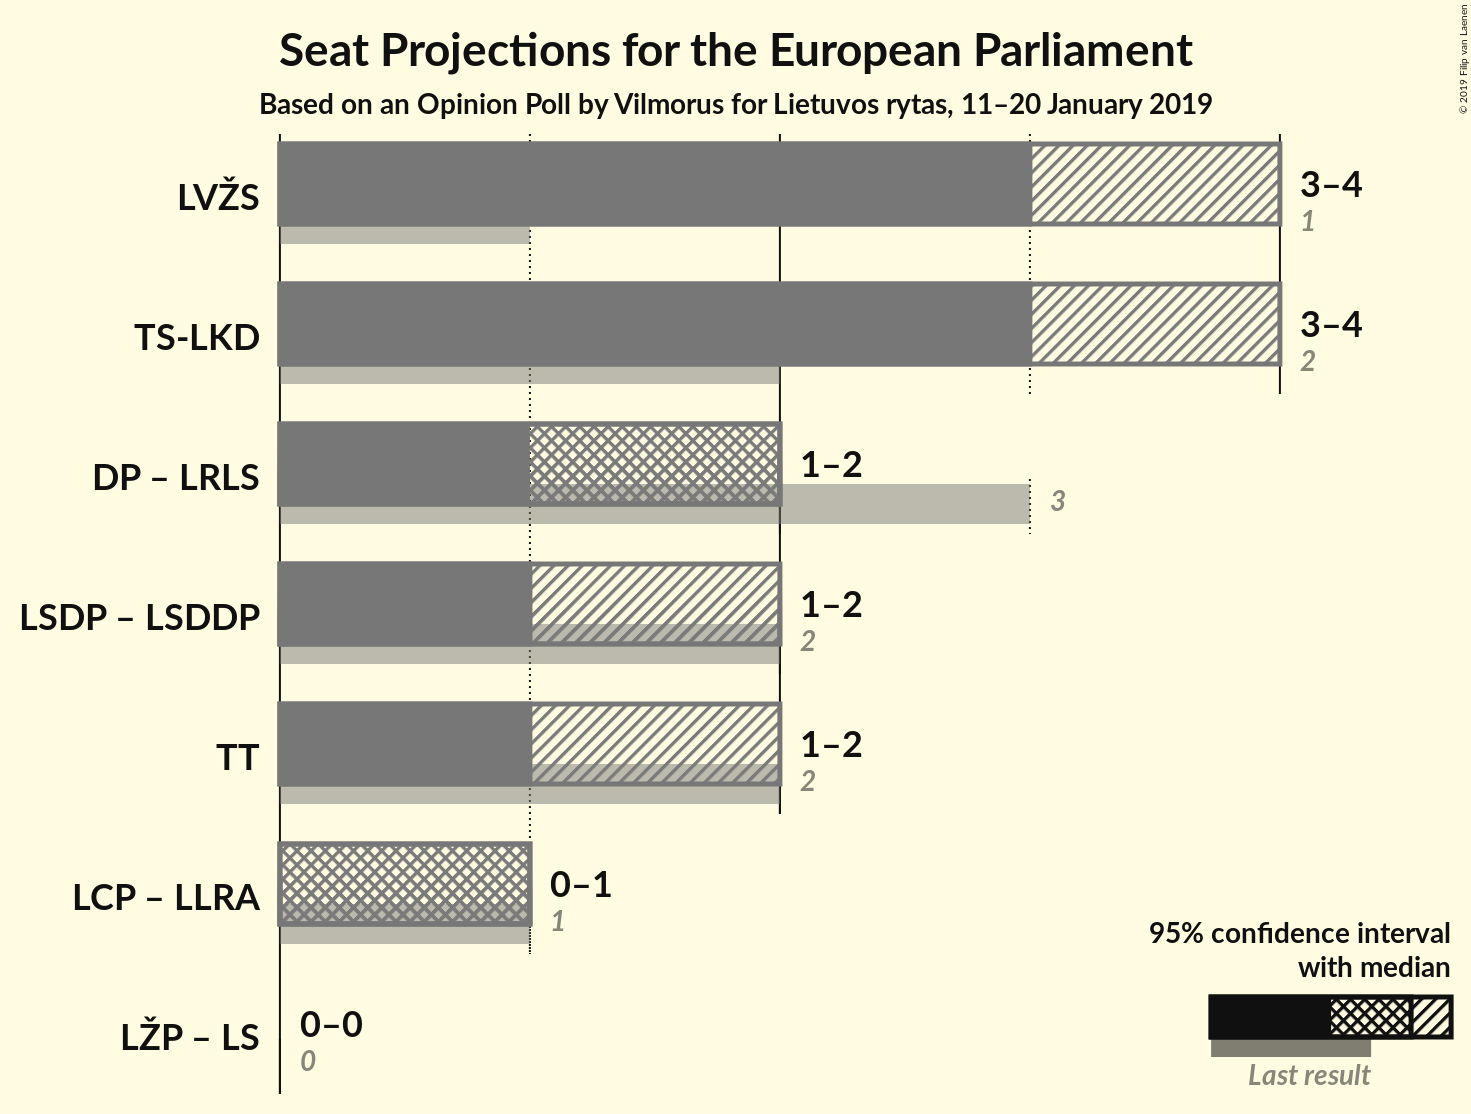 Seat Projections for the European Parliament
Based on an Opinion Poll by Vilmorus for Lietuvos rytas, 11–20 January 2019
© 2019 Filip van Laenen
LVŽS
3–4
1
TS-LKD
3–4
2
DP – LRLS
1–2
3
LSDP – LSDDP
1–2
2
TT
1–2
2
LCP – LLRA
0–1
1
LŽP – LS
0–0
0
95% confidence interval
with median
Last result